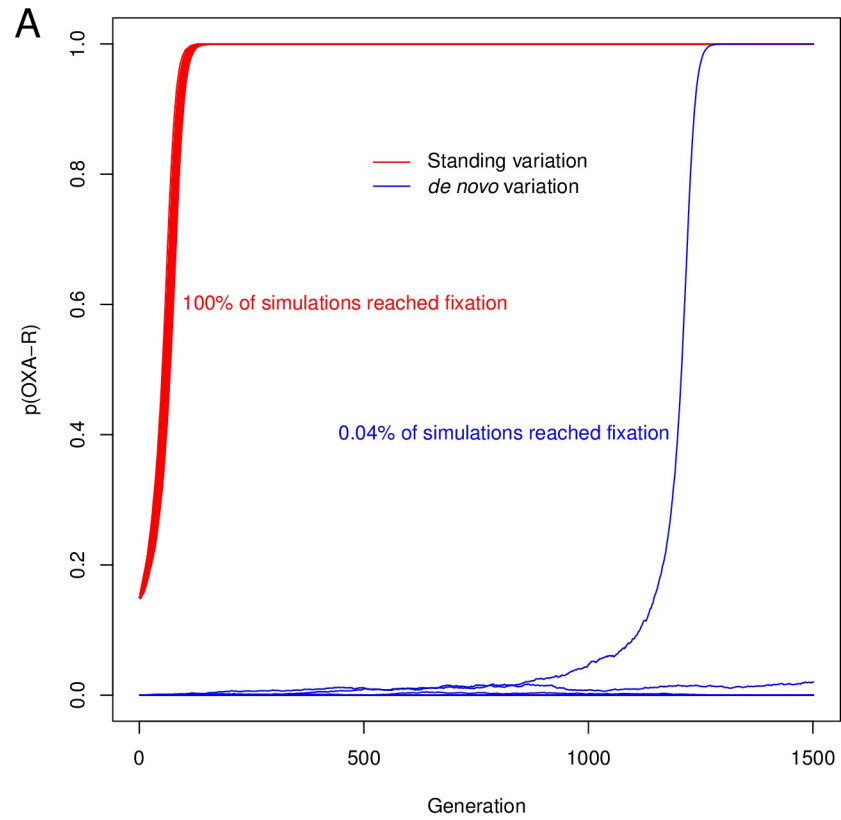 A
1.0
0.8
0.6
0.4
0.2
0.0
p(OXA−R)
Standing variation
de novo variation
100% of simulations reached fixation
0.04% of simulations reached fixation
0
500
1000
1500
Generation